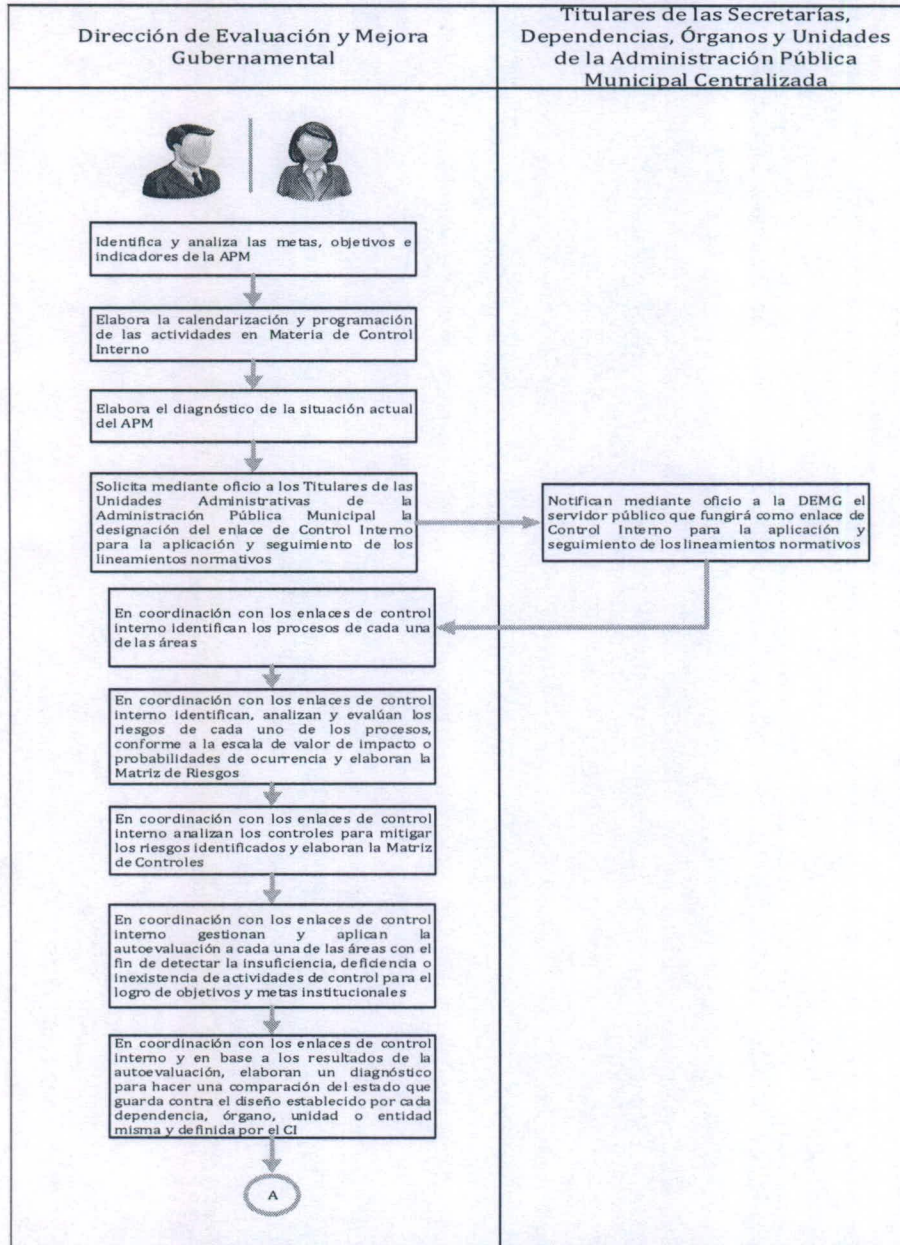 Dirección de Evaluación y Mejora
Gubernamental
Titulares de las Secretarías,
Dependencias, Órganos y Unidades
de la Administración Pública
Municipal Centralizada
Identifica y analiza las metas, objetivos e
indicadores de la APM
Elabora la calendarización y programación
de las actividades en Materia de Control
Interno
Elabora el diagnóstico de la situación actual
del APM
Solicita mediante oficio a los Titulares de las
Unidades Administrativas de la
Administración Pública Municipal la
designación del enlace de Control Interno
para la aplicación y seguimiento de los
lineamientos normativos
Notifican mediante oficio a la DEMG el
servidor público que fungirá como enlace de
Control Interno para la aplicación y
seguimiento de los lineamientos normativos
En coordinación con los enlaces de control
interno identifican los procesos de cada una
de las áreas
En coordinación con los enlaces de control
interno identifican, analizan y evalúan los
riesgos de cada uno de los procesos,
conforme a la escala de valor de impacto o
probabilidades de ocurrencia y elaboran la
Matriz de Riesgos
En coordinación con los enlaces de control
interno analizan los controles para mitigar
los riesgos identificados y elaboran la Matriz
de Controles
En coordinación con los enlaces de control
interno gestionan y aplican la
autoevaluación a cada una de las áreas con el
fin de detectar la insuficiencia, deficiencia o
inexistencia de actividades de control para el
logro de objetivos y metas institucionales
En coordinación con los enlaces de control
interno y en base a los resultados de la
autoevaluación, elaboran un diagnóstico
para hacer una comparación del estado que
guarda contra el diseño establecido por cada
dependencia, órgano, unidad o entidad
misma y definida por el CI
A